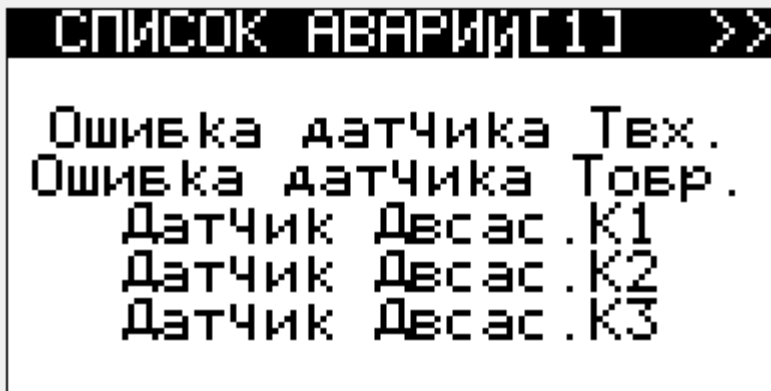 СПИСОК АВАРИЙ[1] >>
Ошибка датчика Твх.
Ошибка датчика Тобр.
Датчик Двсас.К1
Датчик Двсас.К2
Датчик Двсас.К3